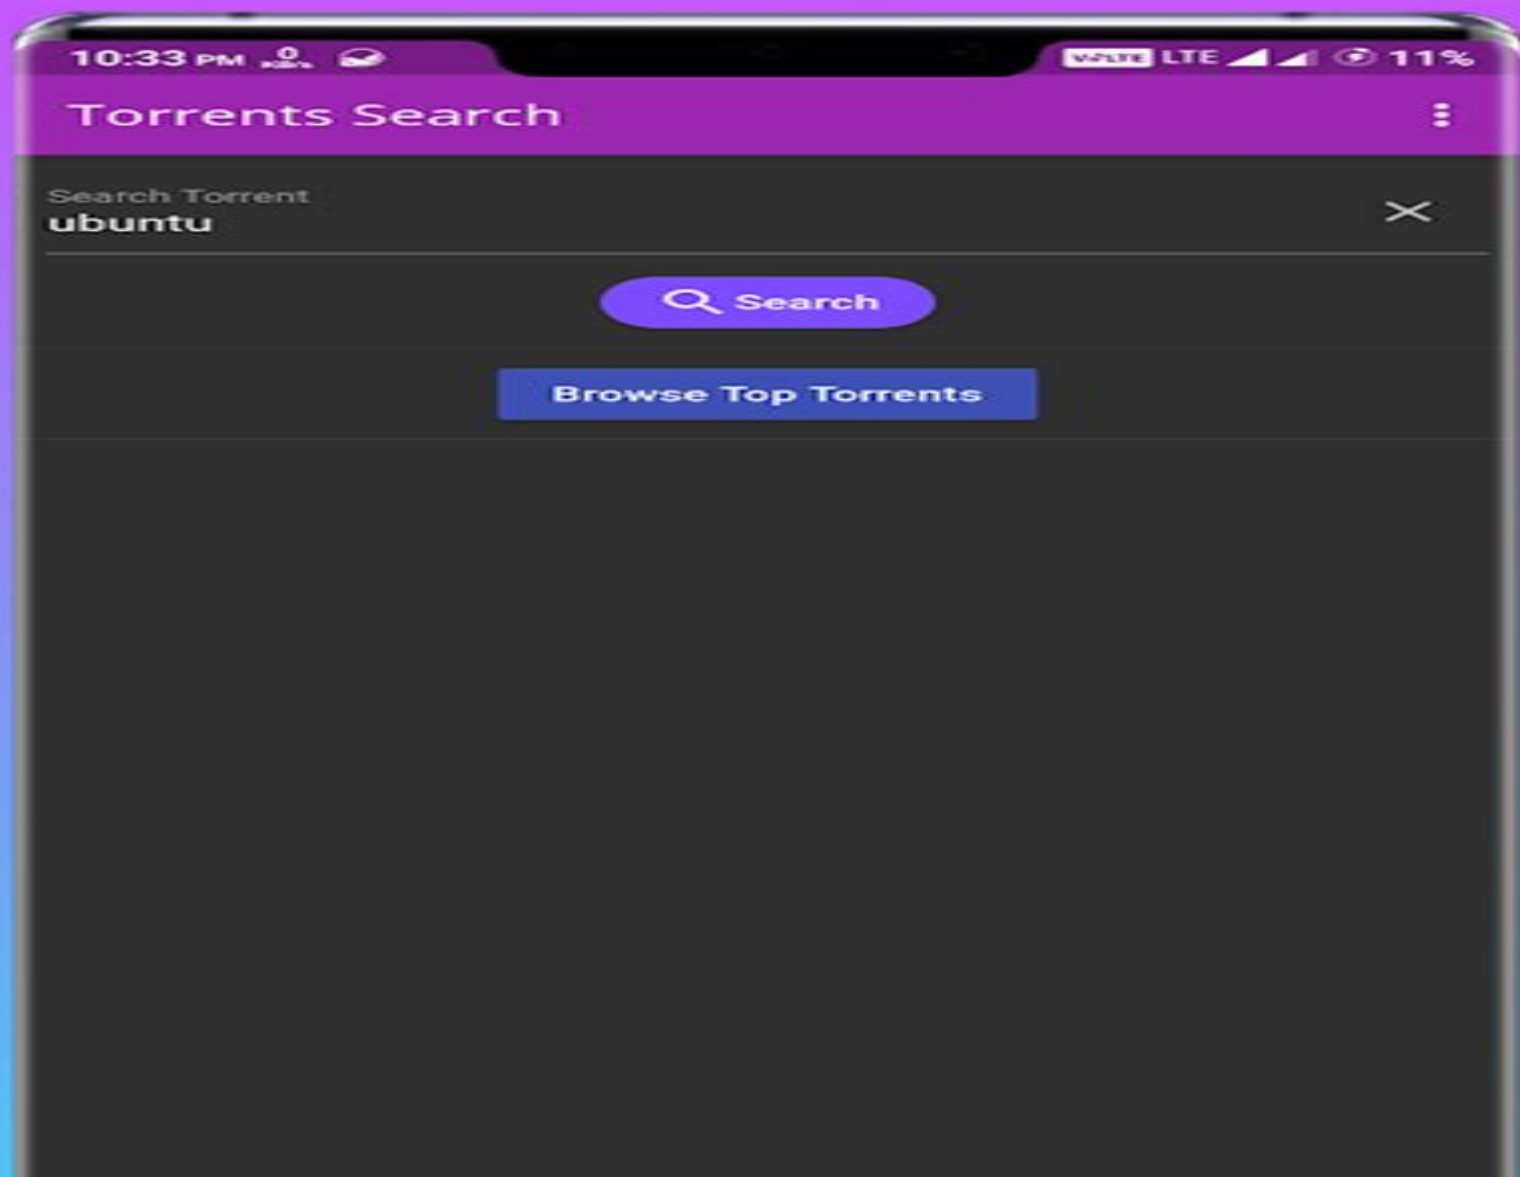 10:33 PM
LTE 11%
Torrents Search
Search Torrent
ubuntu
Search
Browse Top Torrents